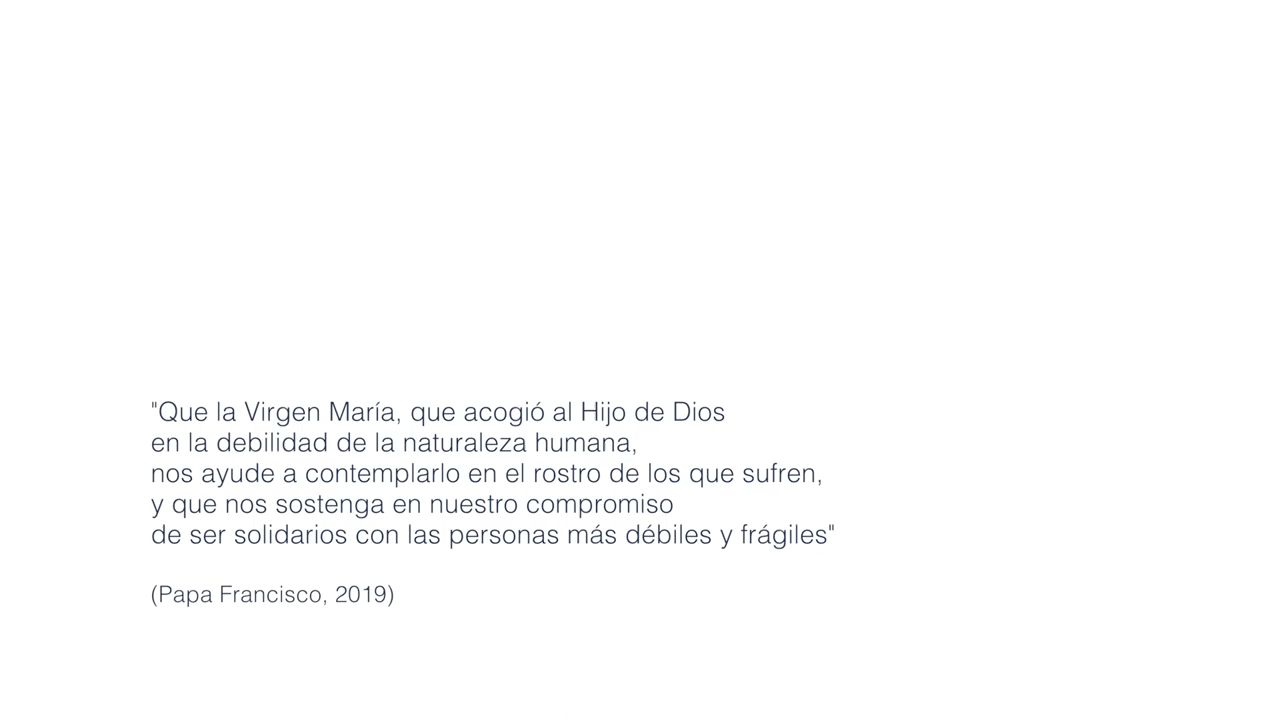 "Que la Virgen María, que acogió al Hijo de Dios
en la debilidad de la naturaleza humana,
nos ayude a contemplarlo en el rostro de los que sufren,
y que nos sostenga en nuestro compromiso
de ser solidarios con las personas más débiles y frágiles"
(Papa Francisco, 2019)